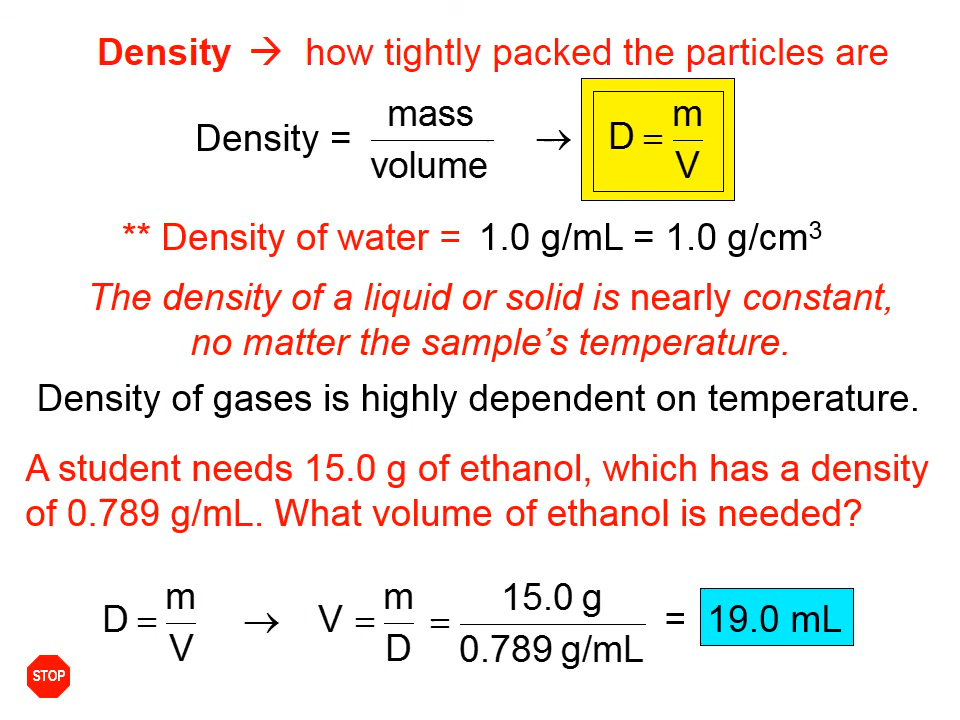 Density → how tightly packed the particles are
Density = mass / volume → D = m / V
** Density of water = 1.0 g/mL = 1.0 g/cm³
The density of a liquid or solid is nearly constant,
no matter the sample’s temperature.
Density of gases is highly dependent on temperature.
A student needs 15.0 g of ethanol, which has a density
of 0.789 g/mL. What volume of ethanol is needed?
D = m / V → V = m / D = 15.0 g / 0.789 g/mL = 19.0 mL
STOP